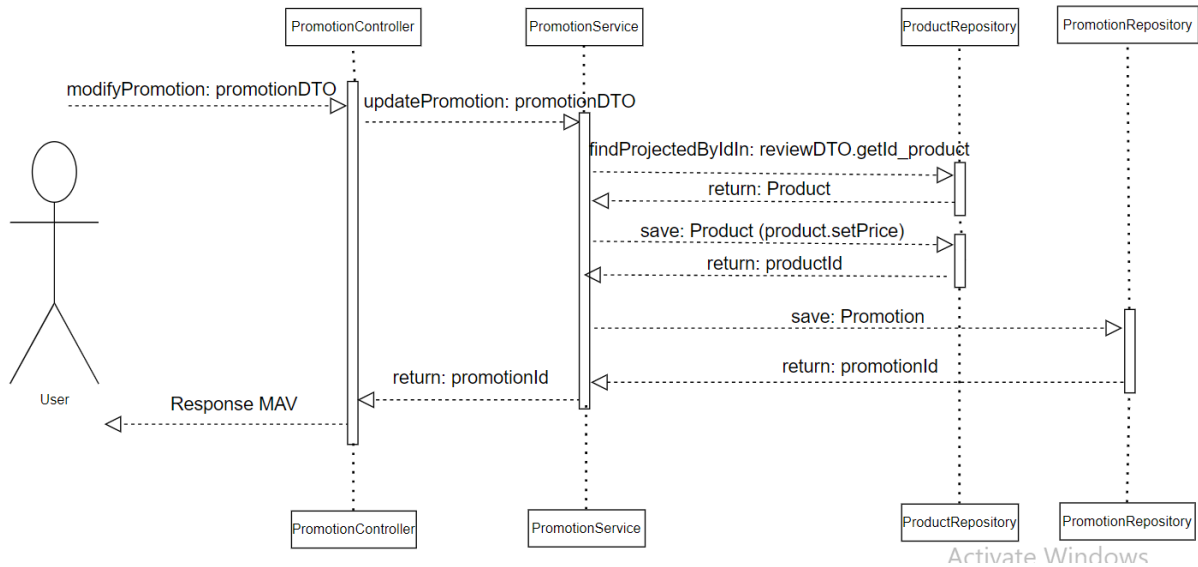 PromotionController
PromotionService
ProductRepository
PromotionRepository
modifyPromotion: promotionDTO
updatePromotion: promotionDTO
findProjectedByIdIn: reviewDTO.getId_product
return: Product
save: Product (product.setPrice)
return: productId
save: Promotion
return: promotionId
return: promotionId
User
Response MAV
PromotionController
PromotionService
ProductRepository
PromotionRepository
Activate Windows